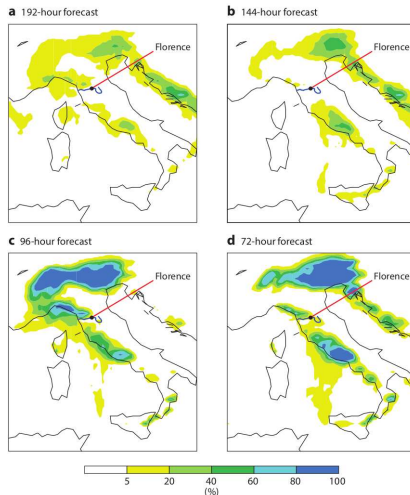 a 192-hour forecast
b 144-hour forecast
Florence
Florence
c 96-hour forecast
d 72-hour forecast
Florence
Florence
5 20 40 60 80 100
(%)